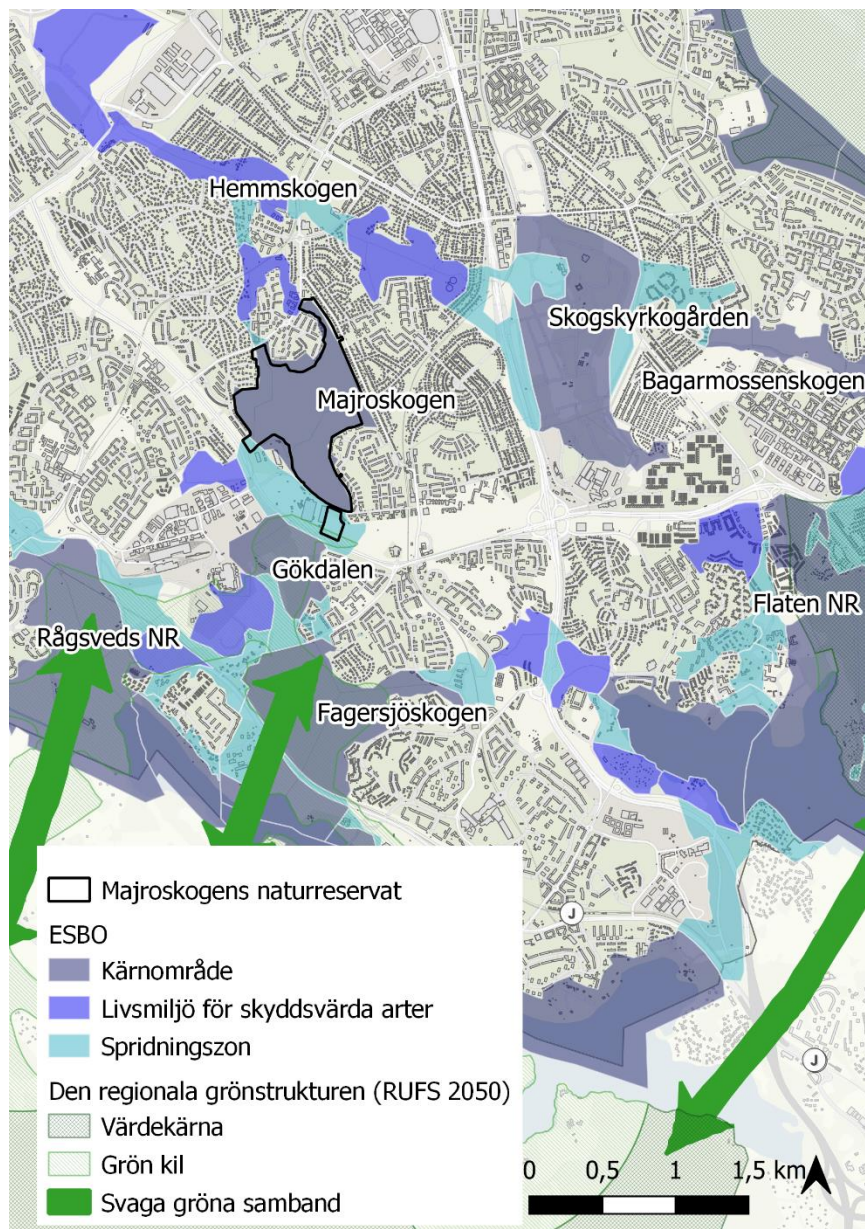 Hemmskogen
Skogskyrkogården
Bagarmossenskogen
Majroskogen
Gökdalen
Flaten NR
Rågsveds NR
Fagersjöskogen
Majroskogens naturreservat
ESBO
Kärnområde
Livsmiljö för skyddsvärda arter
Spridningszon
Den regionala grönstrukturen (RUFS 2050)
Värdekärna
Grön kil
Svaga gröna samband
J
J
0 0,5 1 1,5 km